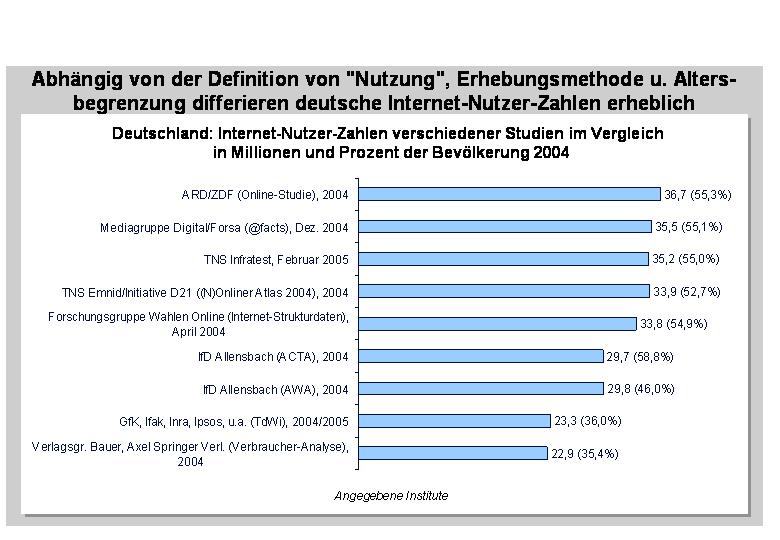 Abhängig von der Definition von "Nutzung", Erhebungsmethode u. Alters-
begrenzung differieren deutsche Internet-Nutzer-Zahlen erheblich
Deutschland: Internet-Nutzer-Zahlen verschiedener Studien im Vergleich
in Millionen und Prozent der Bevölkerung 2004
ARD/ZDF (Online-Studie), 2004 36,7 (55,3%)
Mediagruppe Digital/Forsa (@facts), Dez. 2004 35,5 (55,1%)
TNS Infratest, Februar 2005 35,2 (55,0%)
TNS Emnid/Initiative D21 ((N)Onliner Atlas 2004), 2004 33,9 (52,7%)
Forschungsgruppe Wahlen Online (Internet-Strukturdaten),
April 2004 33,8 (54,9%)
IfD Allensbach (ACTA), 2004 29,7 (58,8%)
IfD Allensbach (AWA), 2004 29,8 (46,0%)
GfK, Ifak, Inra, Ipsos, u.a. (TdWi), 2004/2005 23,3 (36,0%)
Verlagsgr. Bauer, Axel Springer Verl. (Verbraucher-Analyse),
2004 22,9 (35,4%)
Angegebene Institute